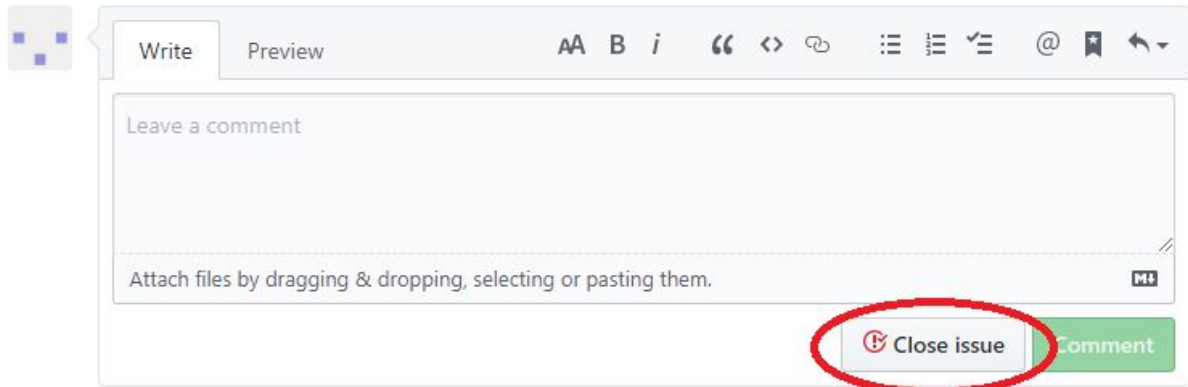 Write Preview AA B i “ <> @
Leave a comment
Attach files by dragging & dropping, selecting or pasting them. M↓
Close issue Comment